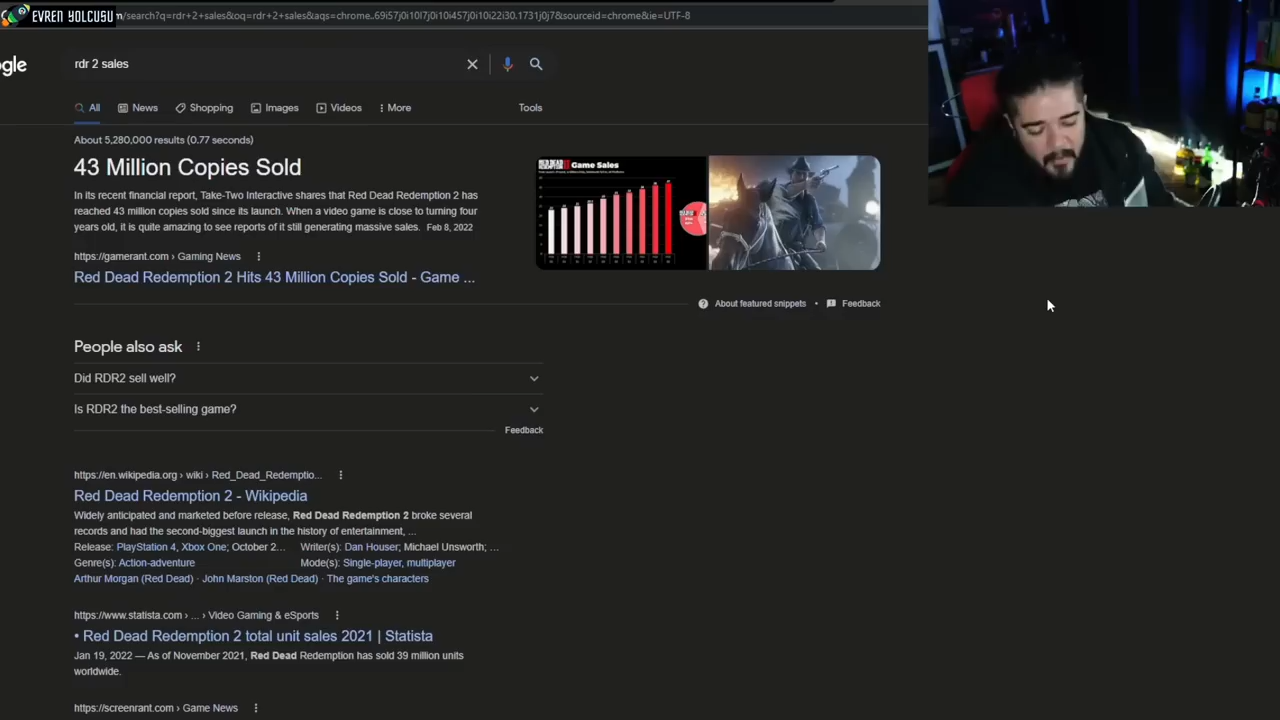 EVREN YOLCUSU
m/search?q=rdr+2+sales&oq=rdr+2+sales&aqs=chrome..69i57j0i10l7j0i10i457j0i10i22i30.1731j0j7&sourceid=chrome&ie=UTF-8
gle
rdr 2 sales
All News Shopping Images Videos More Tools
About 5,280,000 results (0.77 seconds)
43 Million Copies Sold
In its recent financial report, Take-Two Interactive shares that Red Dead Redemption 2 has
reached 43 million copies sold since its launch. When a video game is close to turning four
years old, it is quite amazing to see reports of it still generating massive sales. Feb 8, 2022
Game Sales
https://gamerant.com › Gaming News
Red Dead Redemption 2 Hits 43 Million Copies Sold - Game ...
About featured snippets • Feedback
People also ask
Did RDR2 sell well?
Is RDR2 the best-selling game?
Feedback
https://en.wikipedia.org › wiki › Red_Dead_Redemptio...
Red Dead Redemption 2 - Wikipedia
Widely anticipated and marketed before release, Red Dead Redemption 2 broke several
records and had the second-biggest launch in the history of entertainment, ...
Release: PlayStation 4, Xbox One; October 2... Writer(s): Dan Houser; Michael Unsworth; ...
Genre(s): Action-adventure Mode(s): Single-player, multiplayer
Arthur Morgan (Red Dead) · John Marston (Red Dead) · The game's characters
https://www.statista.com › ... › Video Gaming & eSports
• Red Dead Redemption 2 total unit sales 2021 | Statista
Jan 19, 2022 — As of November 2021, Red Dead Redemption has sold 39 million units
worldwide.
https://screenrant.com › Game News